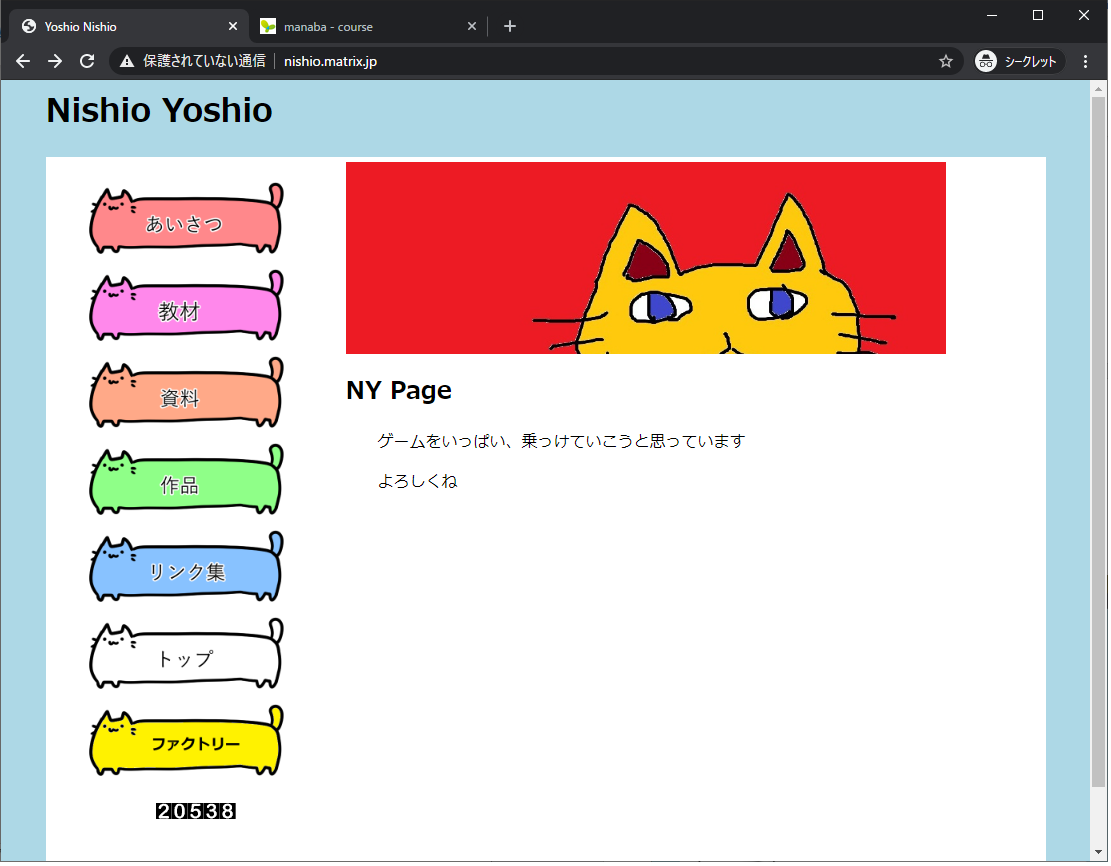 Yoshio Nishio
manaba - course
保護されていない通信 nishio.matrix.jp
シークレット
Nishio Yoshio
あいさつ
教材
資料
作品
リンク集
トップ
ファクトリー
20538
NY Page
ゲームをいっぱい、乗っけていこうと思っています
よろしくね